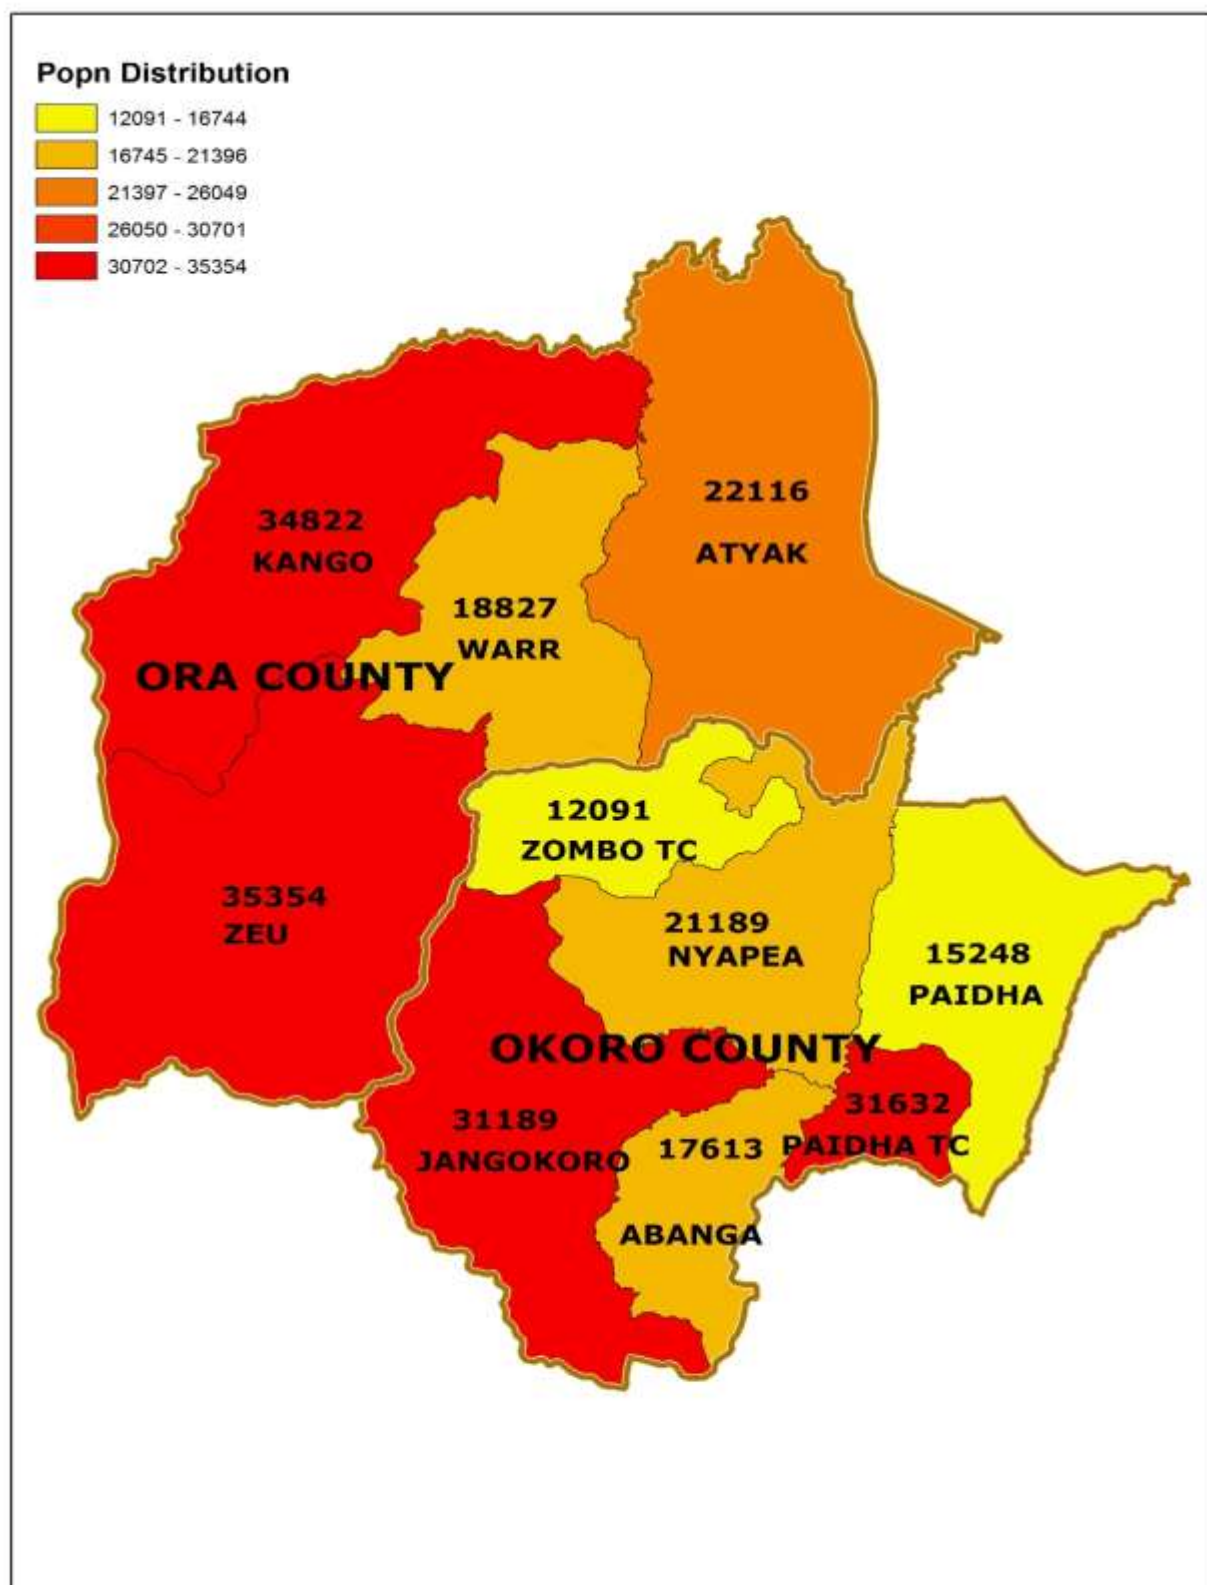 Popn Distribution
12091 - 16744
16745 - 21396
21397 - 26049
26050 - 30701
30702 - 35354
22116
ATYAK
34822
KANGO
18827
WARR
ORA COUNTY
12091
ZOMBO TC
35354
ZEU
21189
NYAPEA
15248
PAIDHA
OKORO COUNTY
31189
JANGOKORO
17613
ABANGA
31632
PAIDHA TC